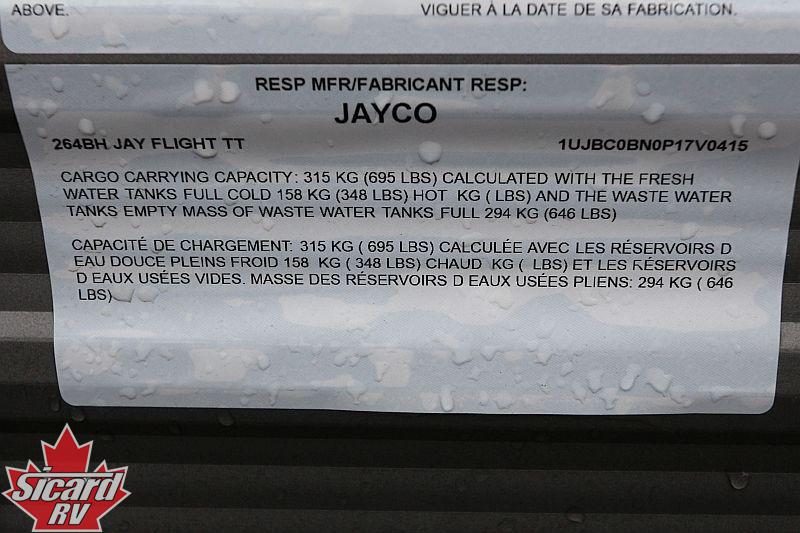 ABOVE.
VIGUER À LA DATE DE SA FABRICATION.
RESP MFR/FABRICANT RESP:
JAYCO
264BH JAY FLIGHT TT
1UJBC0BN0P17V0415
CARGO CARRYING CAPACITY: 315 KG (695 LBS) CALCULATED WITH THE FRESH
WATER TANKS FULL COLD 158 KG (348 LBS) HOT KG ( LBS) AND THE WASTE WATER
TANKS EMPTY MASS OF WASTE WATER TANKS FULL 294 KG (646 LBS)
CAPACITÉ DE CHARGEMENT: 315 KG ( 695 LBS) CALCULÉE AVEC LES RÉSERVOIRS D
EAU DOUCE PLEINS FROID 158 KG ( 348 LBS) CHAUD KG ( LBS) ET LES RÉSERVOIRS
D EAUX USÉES VIDES. MASSE DES RÉSERVOIRS D EAUX USÉES PLIENS: 294 KG ( 646
LBS)
Sicard
RV